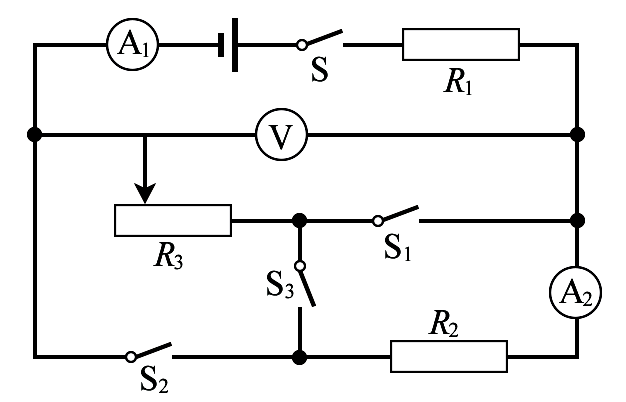 A₁
S
R₁
V
R₃
S₁
S₃
A₂
R₂
S₂